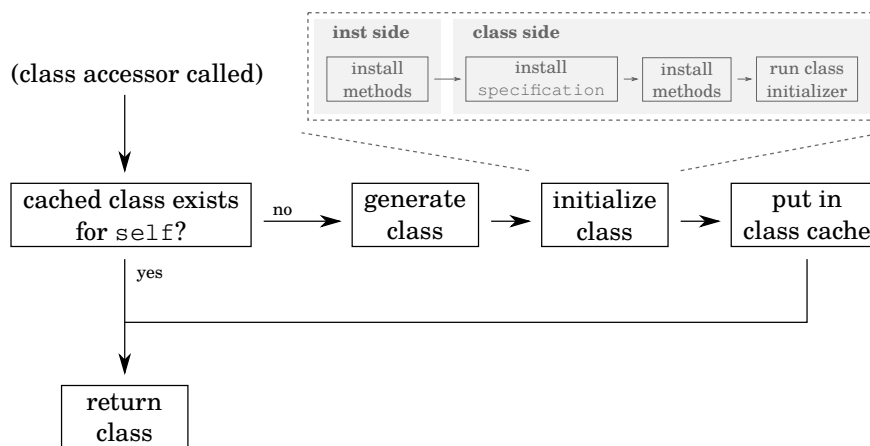 inst side
class side
install
methods
install
specification
install
methods
run class
initializer
(class accessor called)
cached class exists
for self?
no
generate
class
initialize
class
put in
class cache
yes
return
class